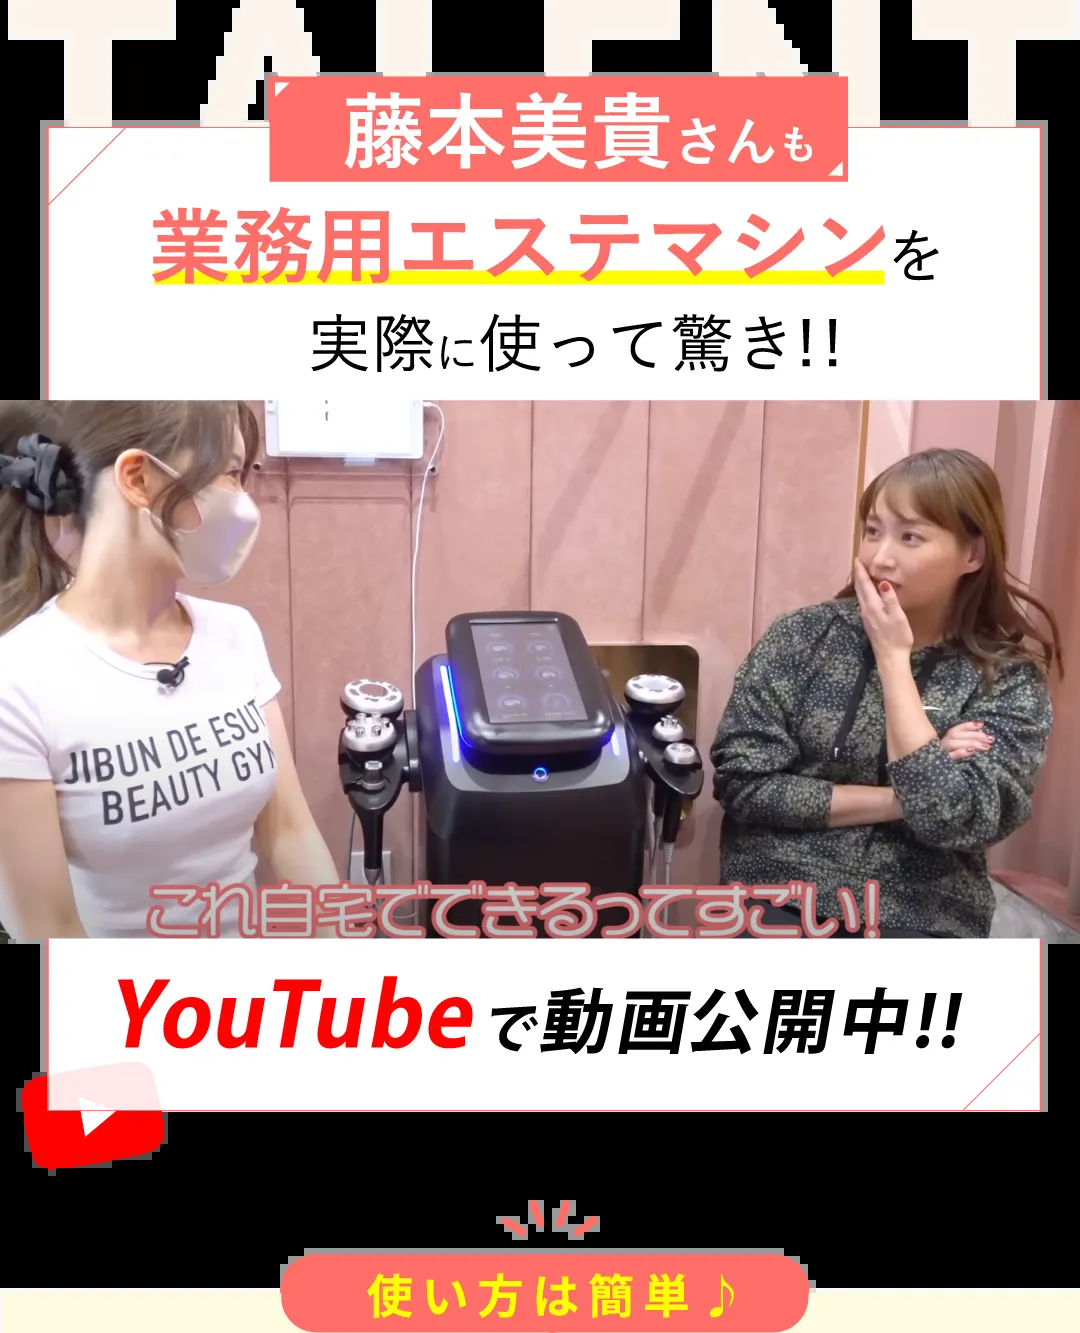 TALENT
藤本美貴さんも
業務用エステマシンを
実際に使って驚き!!
JIBUN DE ESUT
BEAUTY GYM
これ自宅でできるってすごい!
YouTubeで動画公開中!!
使い方は簡単♪